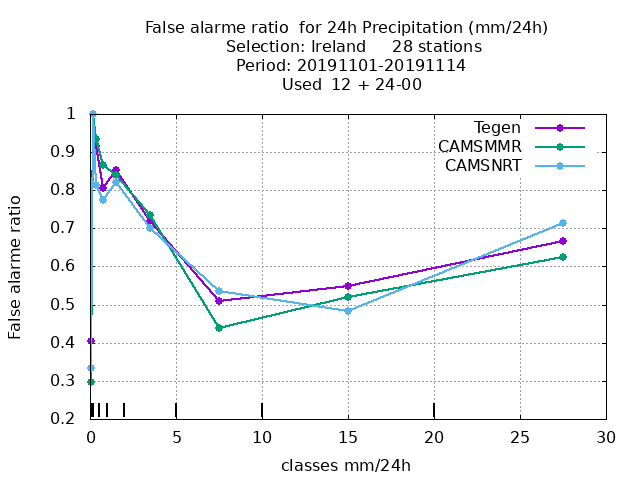 False alarme ratio  for 24h Precipitation (mm/24h)
Selection: Ireland     28 stations
Period: 20191101-20191114
Used  12 + 24-00
Tegen
CAMSMMR
CAMSNRT
False alarme ratio
1
0.9
0.8
0.7
0.6
0.5
0.4
0.3
0.2
0 5 10 15 20 25 30
classes mm/24h